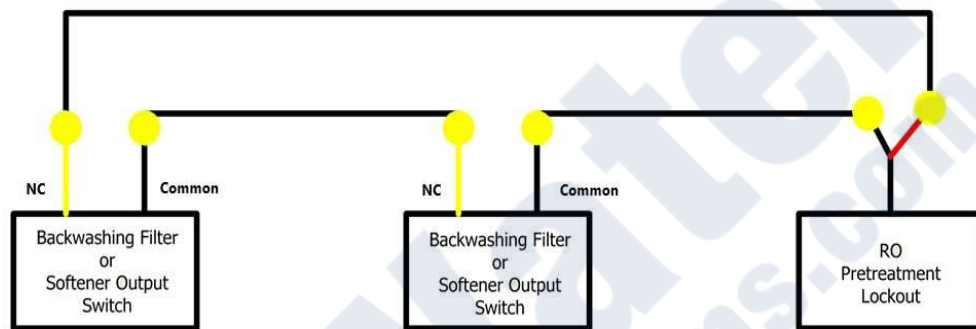 NC
Common
NC
Common
Backwashing Filter
or
Softener Output
Switch
Backwashing Filter
or
Softener Output
Switch
RO
Pretreatment
Lockout